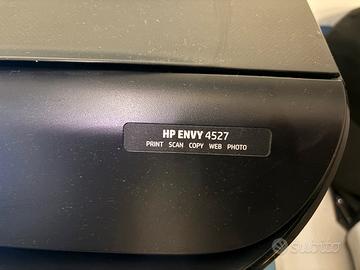 HP ENVY 4527
PRINT SCAN COPY WEB PHOTO
subito